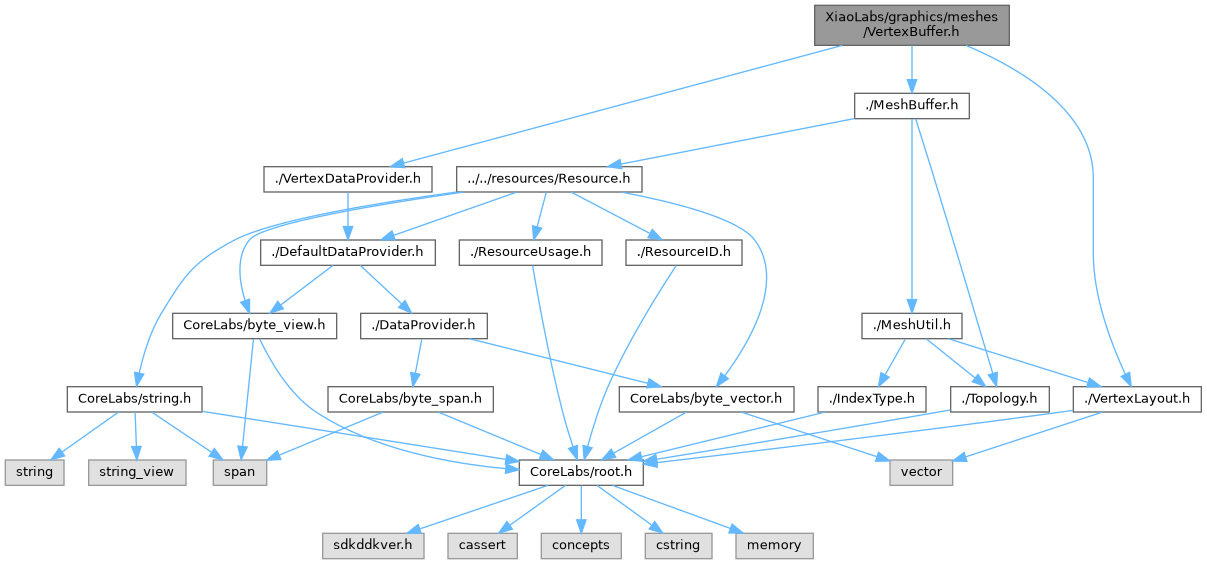 XiaoLabs/graphics/meshes
/VertexBuffer.h
./MeshBuffer.h
./VertexDataProvider.h
../../resources/Resource.h
./DefaultDataProvider.h
./ResourceUsage.h
./ResourceID.h
CoreLabs/byte_view.h
./DataProvider.h
./MeshUtil.h
CoreLabs/string.h
CoreLabs/byte_span.h
CoreLabs/byte_vector.h
./IndexType.h
./Topology.h
./VertexLayout.h
string
string_view
span
CoreLabs/root.h
vector
sdkddkver.h
cassert
concepts
cstring
memory